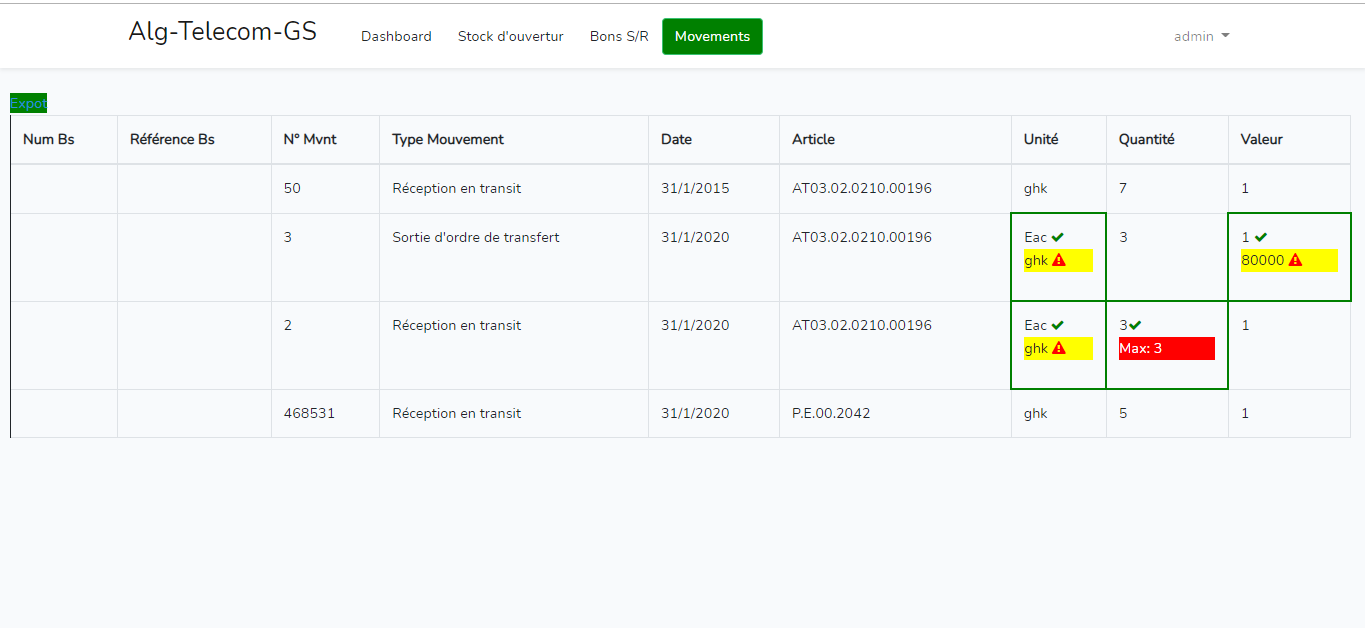 Alg-Telecom-GS Dashboard Stock d'ouvertur Bons S/R Movements admin
Expot
Num Bs Référence Bs N° Mvnt Type Mouvement Date Article Unité Quantité Valeur
50 Réception en transit 31/1/2015 AT03.02.0210.00196 ghk 7 1
3 Sortie d'ordre de transfert 31/1/2020 AT03.02.0210.00196 Eac 3 1
ghk 80000
2 Réception en transit 31/1/2020 AT03.02.0210.00196 Eac 3 1
ghk Max: 3
468531 Réception en transit 31/1/2020 P.E.00.2042 ghk 5 1